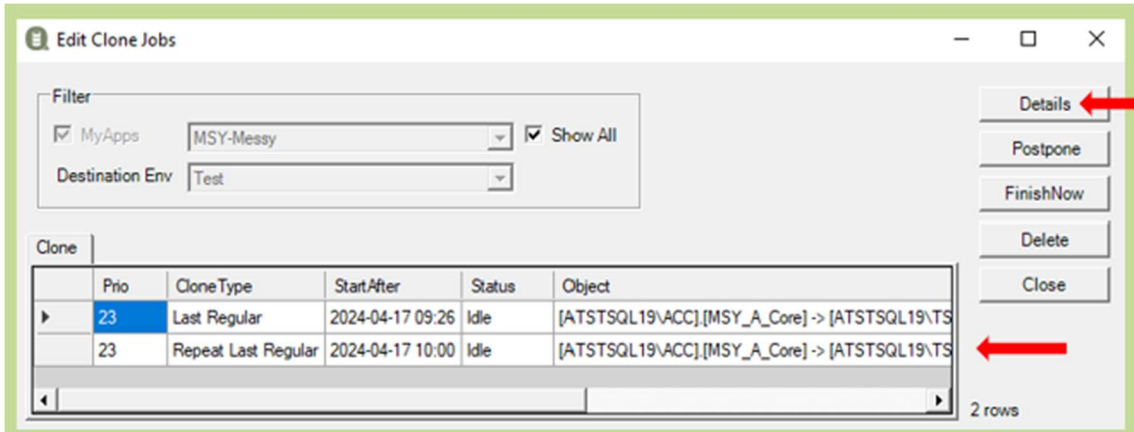 Edit Clone Jobs
Filter
MyApps MSY-Messy Show All
Destination Env Test
Details
Postpone
FinishNow
Delete
Close
Clone
Prio CloneType StartAfter Status Object
23 Last Regular 2024-04-17 09:26 Idle [ATSTSQL19\ACC].[MSY_A_Core] -> [ATSTSQL19\TS
23 Repeat Last Regular 2024-04-17 10:00 Idle [ATSTSQL19\ACC].[MSY_A_Core] -> [ATSTSQL19\TS
2 rows